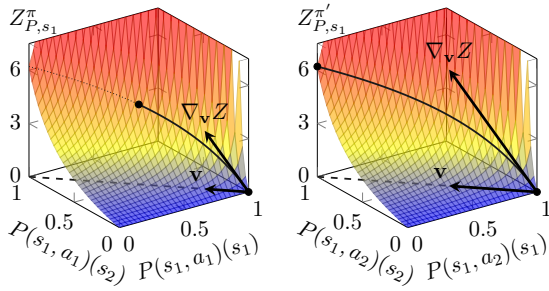 Z^π_{P,s_1}
6
3
0
1
0.5
0
0
0.5
1
∇_v Z
v
P(s_1, a_1)(s_2)
P(s_1, a_1)(s_1)
Z^{π′}_{P,s_1}
6
3
0
1
0.5
0
0
0.5
1
∇_v Z
v
P(s_1, a_2)(s_2)
P(s_1, a_2)(s_1)